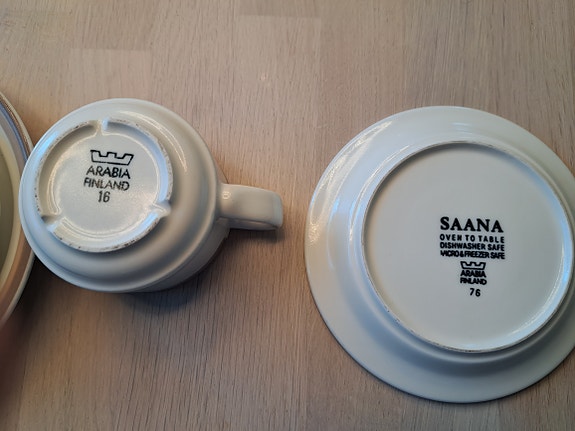 ARABIA
FINLAND
16
SAANA
OVEN TO TABLE
DISHWASHER SAFE
MICRO & FREEZER SAFE
ARABIA
FINLAND
76